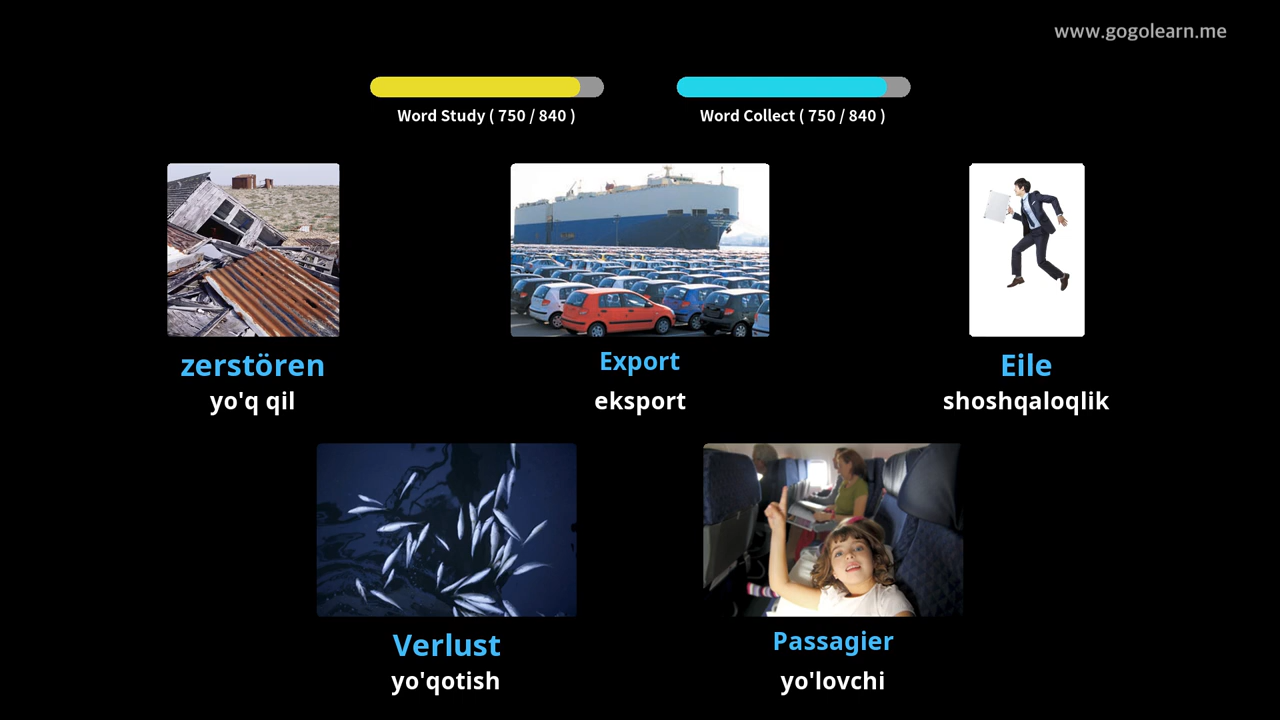 www.gogolearn.me
Word Study ( 750 / 840 )
Word Collect ( 750 / 840 )
zerstören
yo'q qil
Export
eksport
Eile
shoshqaloqlik
Verlust
yo'qotish
Passagier
yo'lovchi